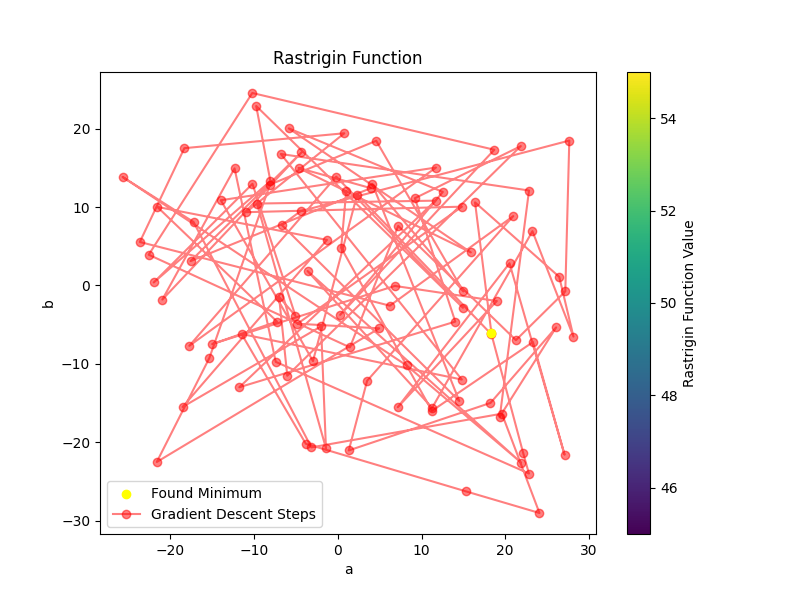 Rastrigin Function
20
10
0
−10
−20
−30
b
−20
−10
0
10
20
30
a
Found Minimum
Gradient Descent Steps
54
52
50
48
46
Rastrigin Function Value